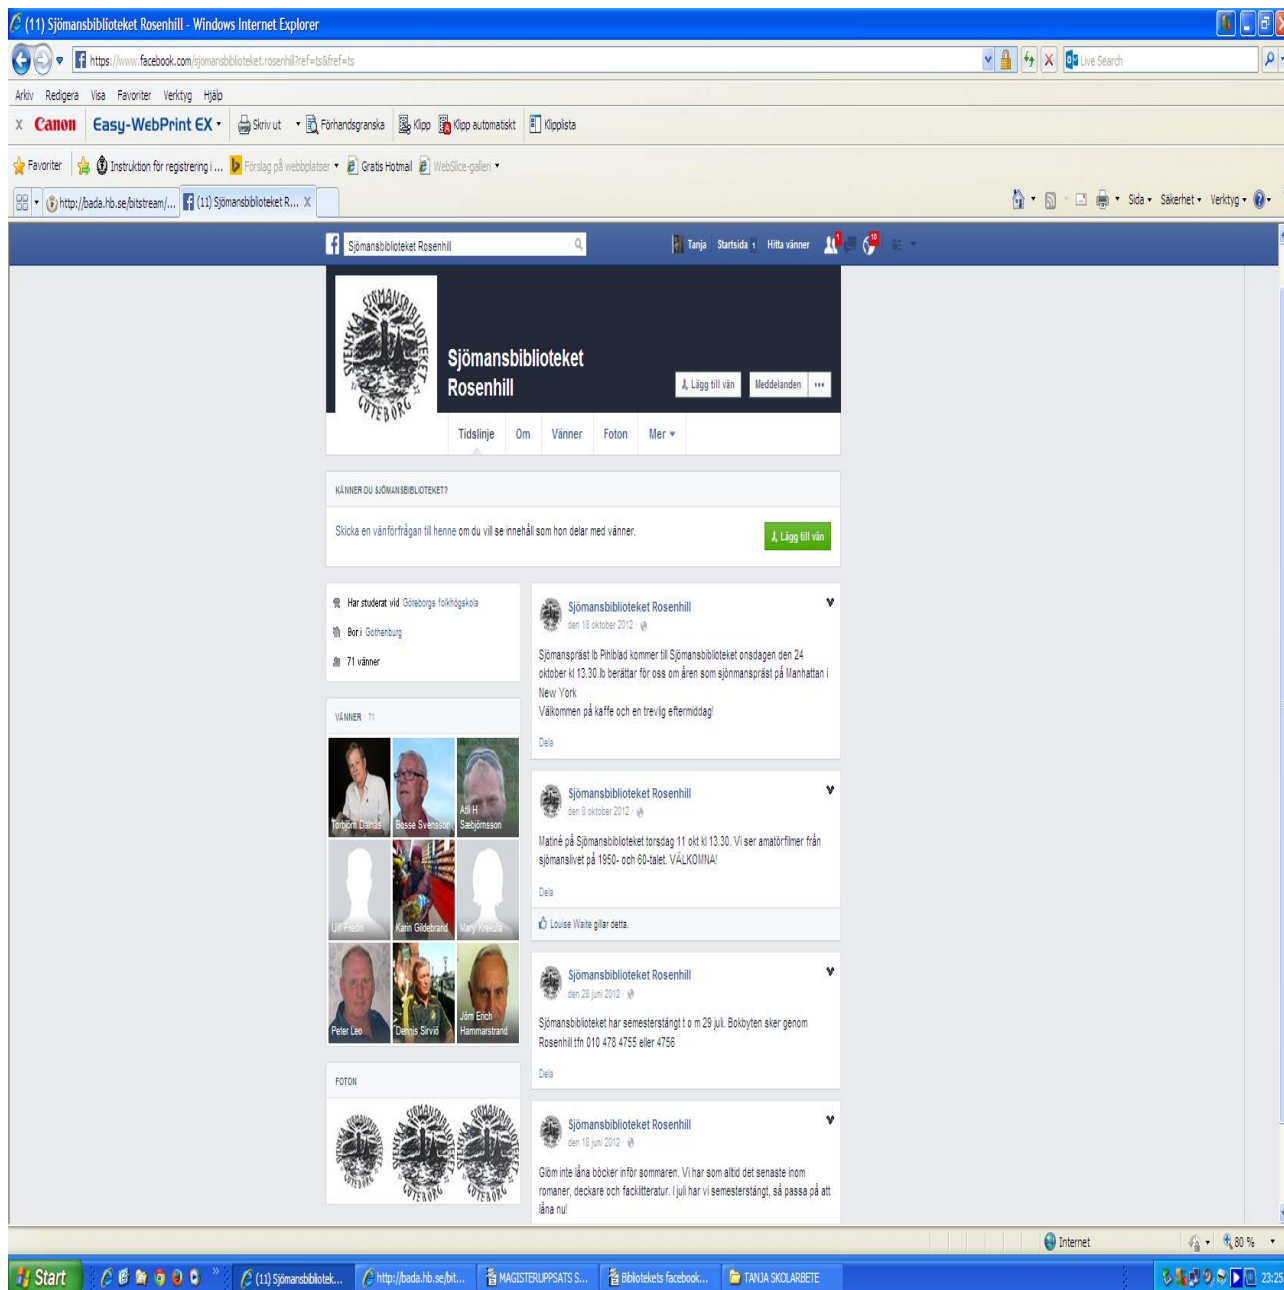 (11) Sjömansbiblioteket Rosenhill - Windows Internet Explorer
https://www.facebook.com/sjomansbiblioteket.rosenhill?ref=ts&fref=ts
Live Search
Arkiv Redigera Visa Favoriter Verktyg Hjälp
x Canon Easy-WebPrint EX Skriv ut Förhandsgranska Klipp Klipp automatiskt Klipplista
Favoriter Instruktion för registrering i ... Förslag på webbplatser Gratis Hotmail WebSlice-galleri
http://bada.hb.se/bitstream/... (11) Sjömansbiblioteket R... X Sida Säkerhet Verktyg
Sjömansbiblioteket Rosenhill Tanja Startsida 1 Hitta vänner 1 10
SVENSKA SJÖMANSBIBLIOTEKET
GÖTEBORG
Sjömansbiblioteket
Rosenhill
Lägg till vän Meddelanden ...
Tidslinje Om Vänner Foton Mer
KÄNNER DU SJÖMANSBIBLIOTEKET?
Skicka en vänförfrågan till henne om du vill se innehåll som hon delar med vänner.
Lägg till vän
Har studerat vid Göteborgs folkhögskola
Bor i Gothenburg
71 vänner
VÄNNER · 71
Torbjörn Dalnäs Bosse Svensson Atli H Sæbjörnsson
Ulf Fredin Karin Gildebrand Mary Krekula
Peter Leo Dennis Sirviö Jörn Erich Hammarstrand
FOTON
Sjömansbiblioteket Rosenhill
den 18 oktober 2012 ·
Sjömanspräst Ib Pihlblad kommer till Sjömansbiblioteket onsdagen den 24
oktober kl 13.30.Ib berättar för oss om åren som sjönmanspräst på Manhattan i
New York
Välkommen på kaffe och en trevlig eftermiddag!
Dela
Sjömansbiblioteket Rosenhill
den 8 oktober 2012 ·
Matiné på Sjömansbiblioteket torsdag 11 okt kl 13.30. Vi ser amatörfilmer från
sjömanslivet på 1950- och 60-talet. VÄLKOMNA!
Dela
Louise Waite gillar detta.
Sjömansbiblioteket Rosenhill
den 28 juni 2012 ·
Sjömansbiblioteket har semesterstängt t o m 29 juli. Bokbyten sker genom
Rosenhill tfn 010 478 4755 eller 4756
Dela
Sjömansbiblioteket Rosenhill
den 18 juni 2012 ·
Glöm inte låna böcker inför sommaren. Vi har som alltid det senaste inom
romaner, deckare och facklitteratur. I juli har vi semesterstängt, så passa på att
låna nu!
Internet 80 %
Start (11) Sjömansbibliotek... http://bada.hb.se/bit... MAGISTERUPPSATS S... Bibliotekets facebook... TANJA SKOLARBETE 23:25